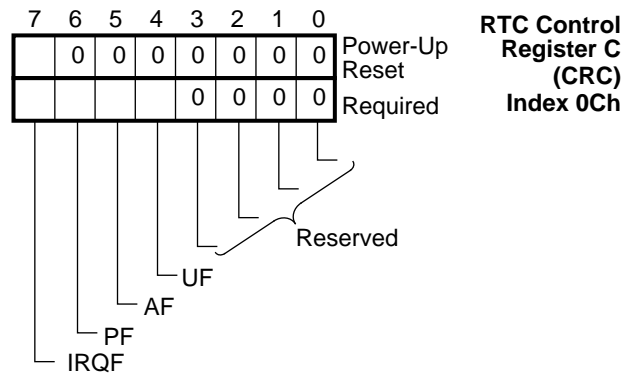 7 6 5 4 3 2 1 0
RTC Control
Register C
(CRC)
Index 0Ch
0 0 0 0 0 0 0
Power-Up
Reset
0 0 0 0
Required
Reserved
UF
AF
PF
IRQF